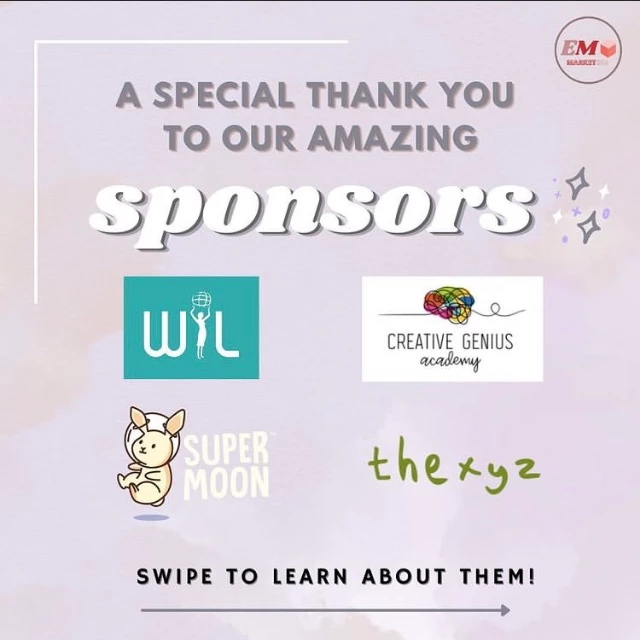 EM
MARKET
A SPECIAL THANK YOU
TO OUR AMAZING
sponsors
WIL
CREATIVE GENIUS
academy
SUPER
MOON
thexyz
SWIPE TO LEARN ABOUT THEM!